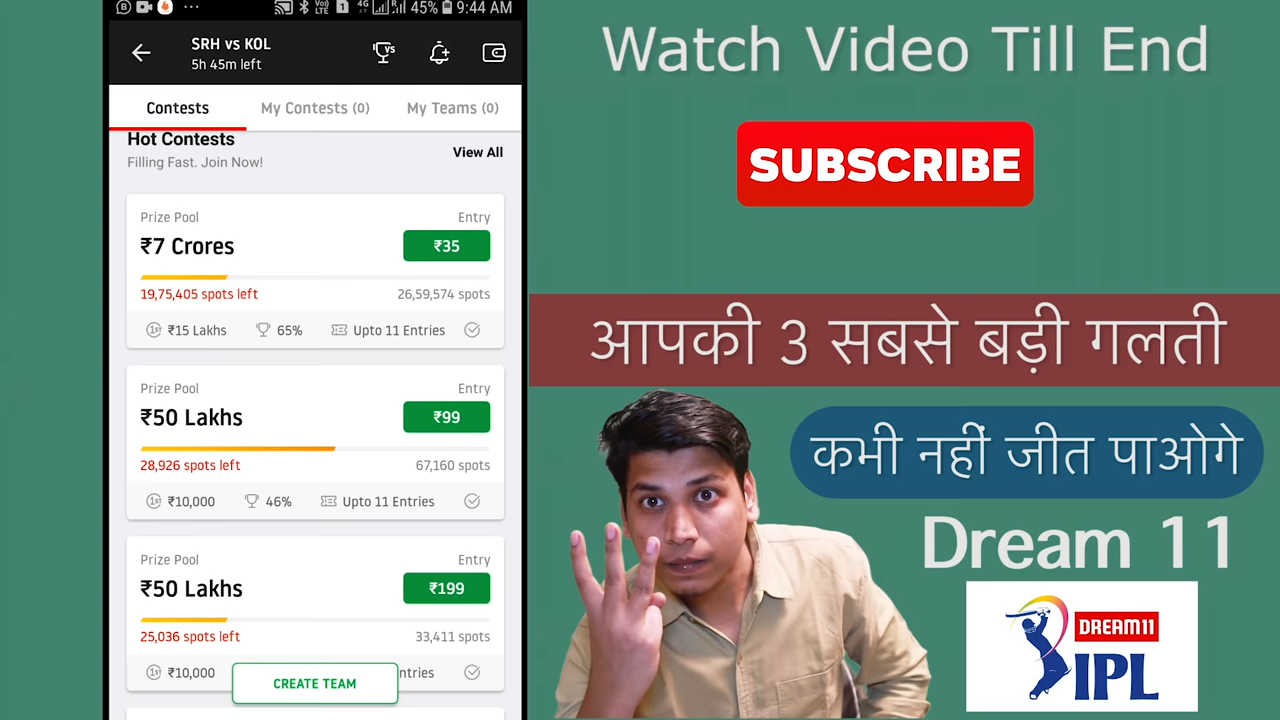 45% 9:44 AM
SRH vs KOL
5h 45m left
Contests My Contests (0) My Teams (0)
Hot Contests
Filling Fast. Join Now!
View All
Prize Pool Entry
₹7 Crores ₹35
19,75,405 spots left 26,59,574 spots
1st ₹15 Lakhs 65% Upto 11 Entries
Prize Pool Entry
₹50 Lakhs ₹99
28,926 spots left 67,160 spots
1st ₹10,000 46% Upto 11 Entries
Prize Pool Entry
₹50 Lakhs ₹199
25,036 spots left 33,411 spots
1st ₹10,000 ntries
CREATE TEAM
Watch Video Till End
SUBSCRIBE
आपकी 3 सबसे बड़ी गलती
कभी नहीं जीत पाओगे
Dream 11
DREAM11
IPL